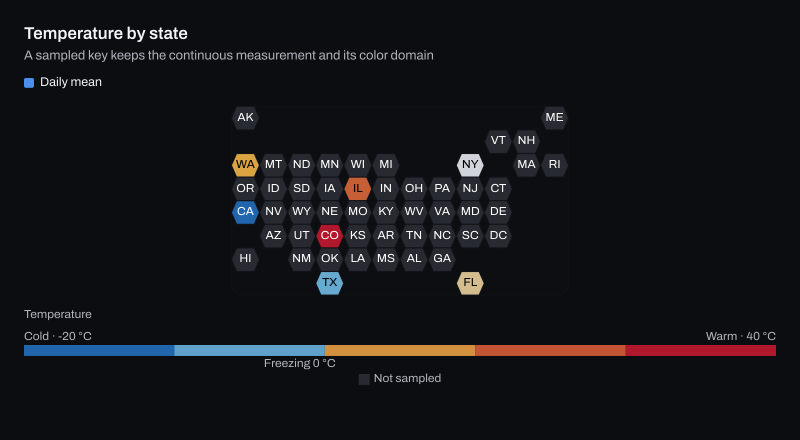 Temperature by state
A sampled key keeps the continuous measurement and its color domain
Daily mean
AK ME
VT NH
WA MT ND MN WI MI NY MA RI
OR ID SD IA IL IN OH PA NJ CT
CA NV WY NE MO KY WV VA MD DE
AZ UT CO KS AR TN NC SC DC
HI NM OK LA MS AL GA
TX FL
Temperature
Cold · -20 °C Warm · 40 °C
Freezing 0 °C
Not sampled